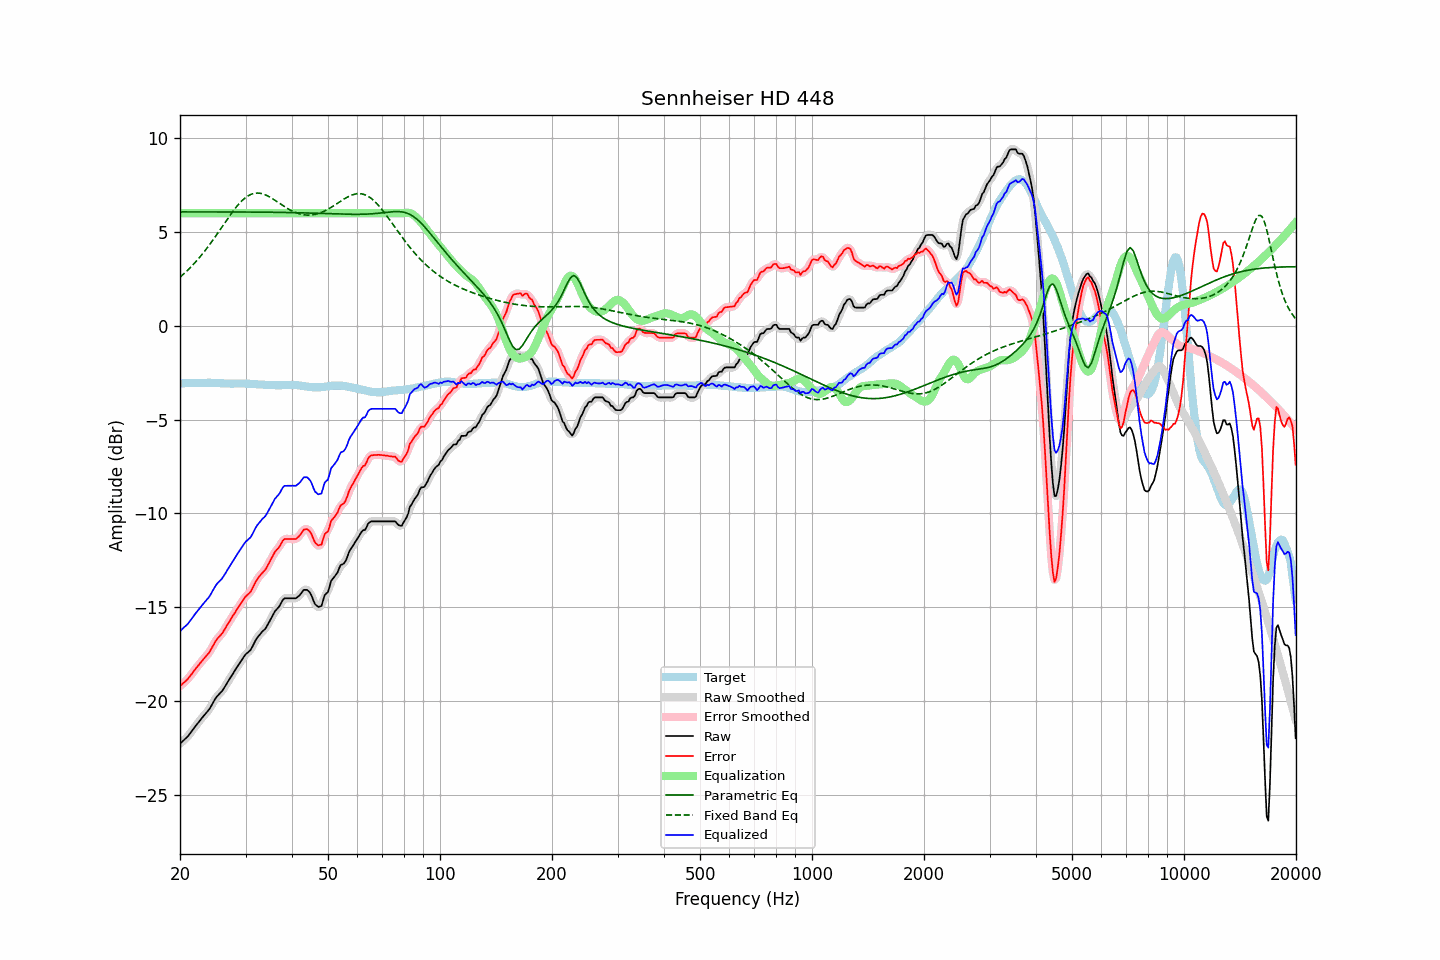 Sennheiser HD 448
10
5
0
−5
−10
−15
−20
−25
Amplitude (dBr)
Target
Raw Smoothed
Error Smoothed
Raw
Error
Equalization
Parametric Eq
Fixed Band Eq
Equalized
20
50
100
200
500
1000
2000
5000
10000
20000
Frequency (Hz)